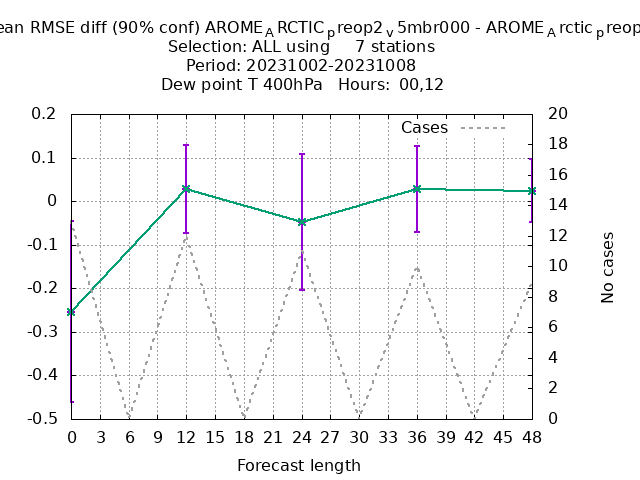 ean RMSE diff (90% conf) AROME_ARCTIC_preop2_v5mbr000 - AROME_Arctic_preop
Selection: ALL using 7 stations
Period: 20231002-20231008
Dew point T 400hPa Hours: 00,12
Cases
0.2
0.1
0
-0.1
-0.2
-0.3
-0.4
-0.5
20
18
16
14
12
10
8
6
4
2
0
No cases
0 3 6 9 12 15 18 21 24 27 30 33 36 39 42 45 48
Forecast length